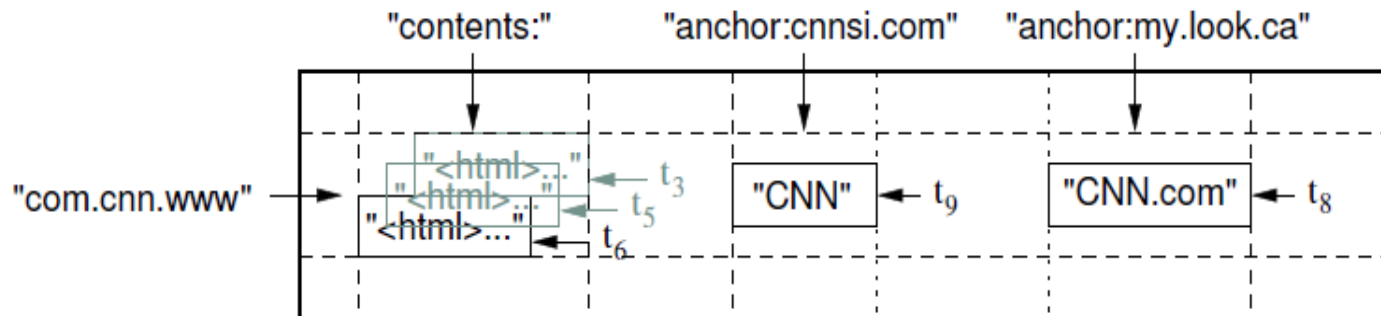 "contents:" "anchor:cnnsi.com" "anchor:my.look.ca"
"<html>..." t3
"com.cnn.www" "<html>..." t5 "CNN" t9 "CNN.com" t8
"<html>..." t6